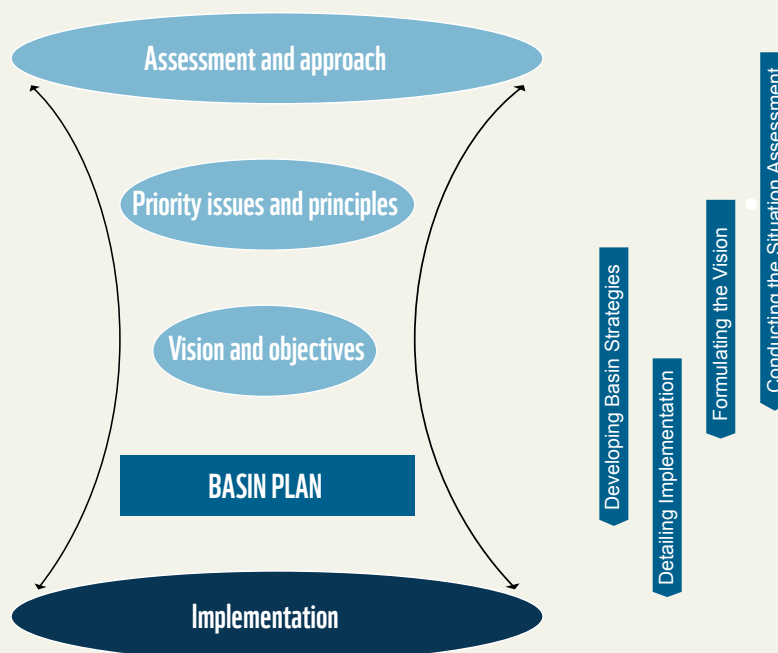 Assessment and approach
Priority issues and principles
Vision and objectives
BASIN PLAN
Implementation
Developing Basin Strategies
Detailing Implementation
Formulating the Vision
Conducting the Situation Assessment